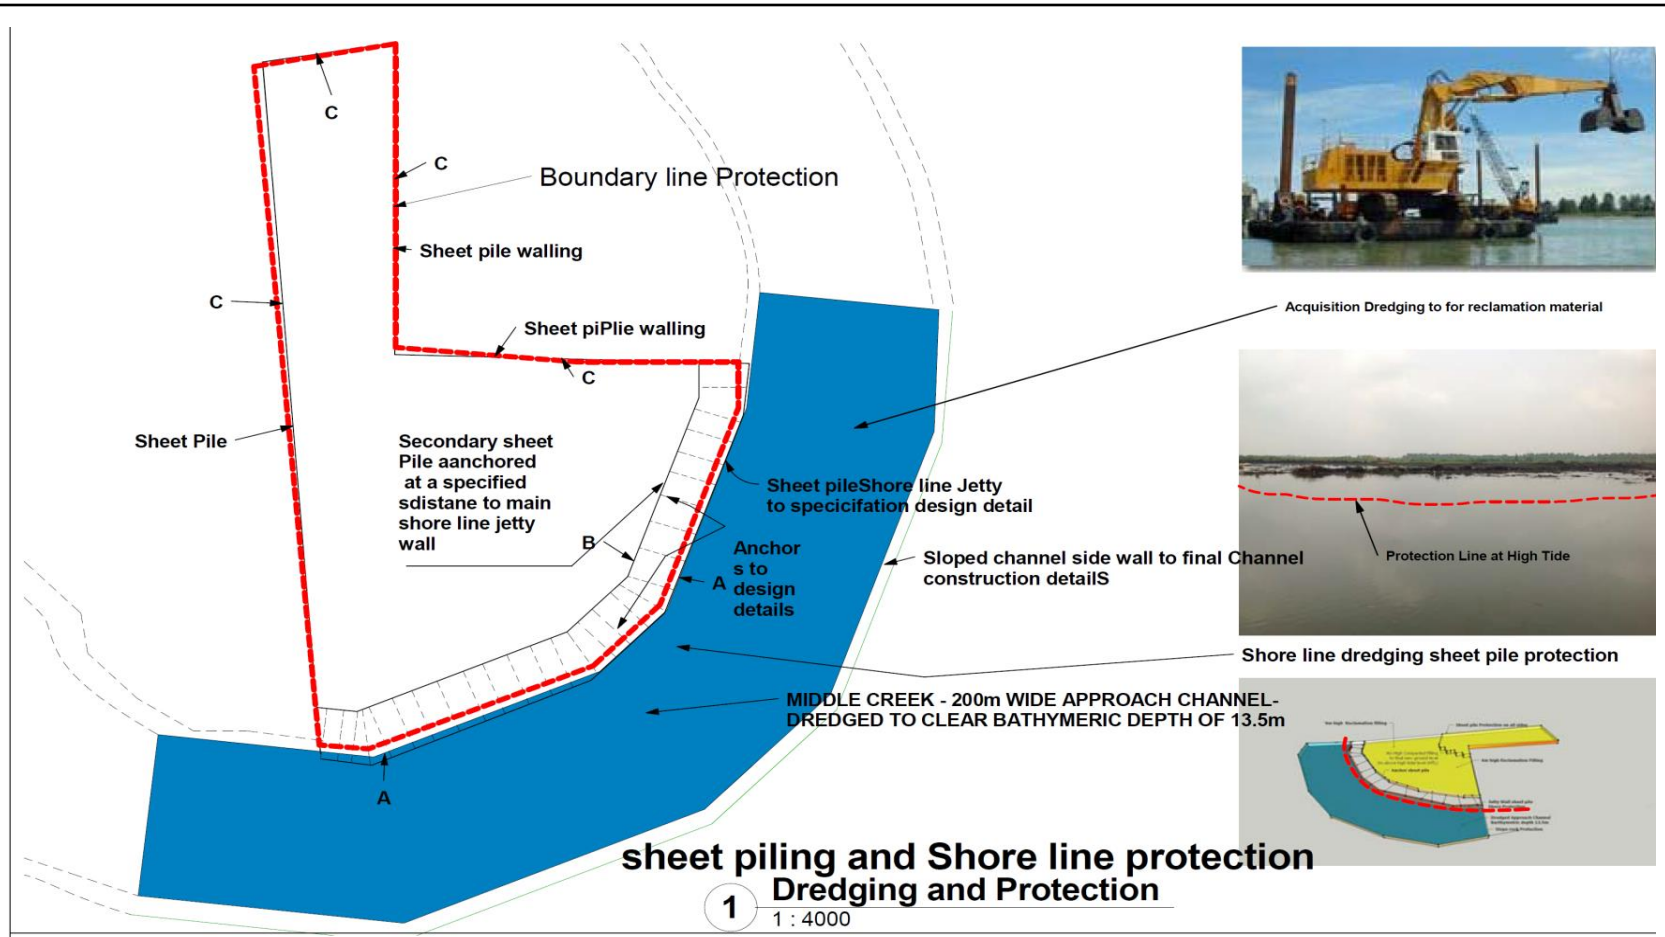 C
C
Boundary line Protection
Sheet pile walling
C
Sheet piPlie walling
C
Sheet Pile
Secondary sheet
Pile aanchored
at a specified
sdistane to main
shore line jetty
wall
B
Sheet pileShore line Jetty
to specicifation design detail
Anchor
s to
design
details
A
Sloped channel side wall to final Channel
construction detailS
MIDDLE CREEK - 200m WIDE APPROACH CHANNEL-
DREDGED TO CLEAR BATHYMERIC DEPTH OF 13.5m
A
Acquisition Dredging to for reclamation material
Protection Line at High Tide
Shore line dredging sheet pile protection
sheet piling and Shore line protection
1
Dredging and Protection
1 : 4000